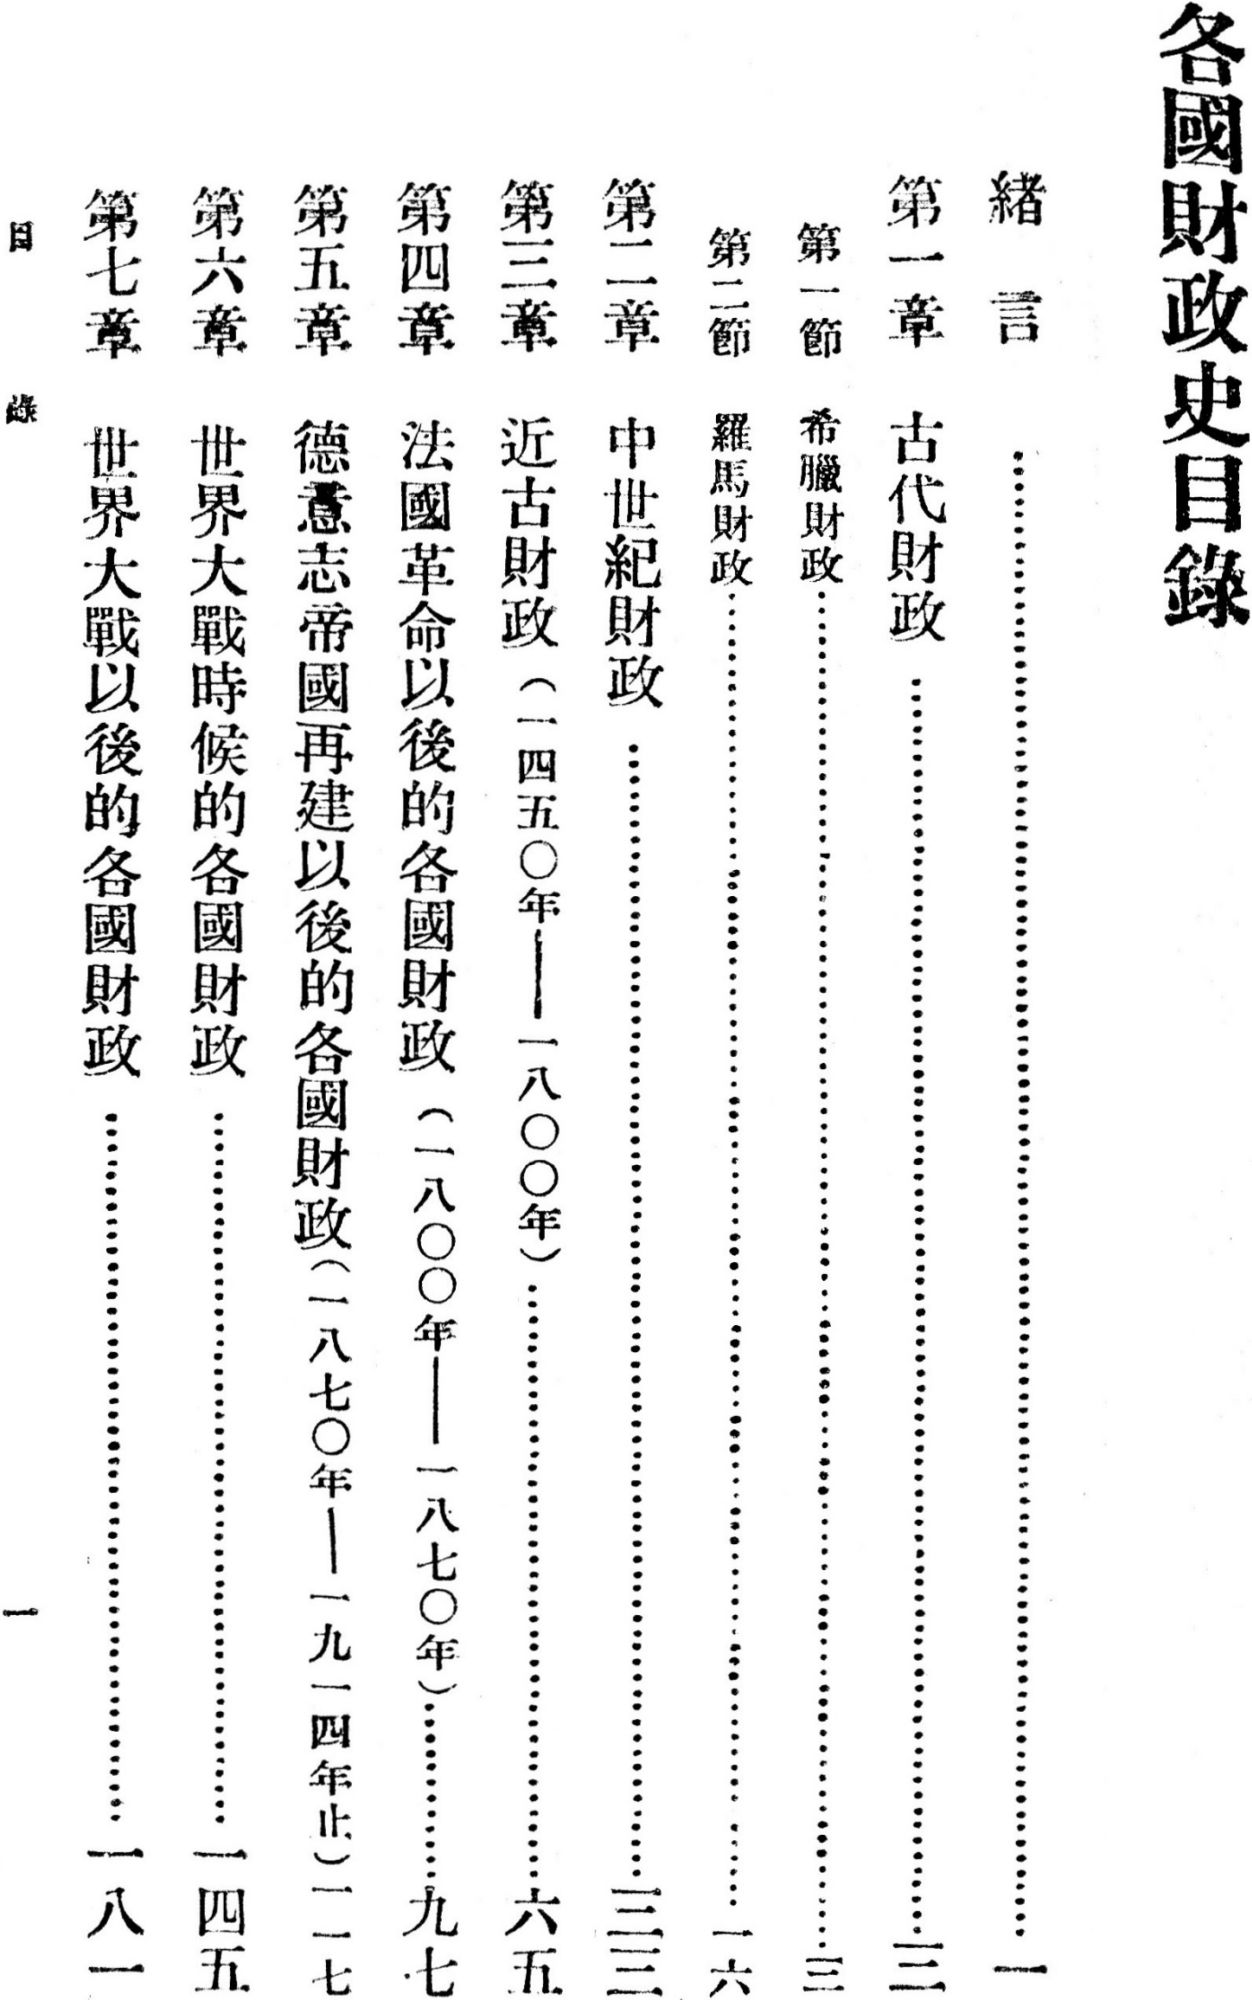 各國財政史目錄
緒言……一
第一章 古代財政……三
第一節 希臘財政……三
第二節 羅馬財政……一六
第二章 中世紀財政……三三
第三章 近古財政（一四五〇年——一八〇〇年）……六五
第四章 法國革命以後的各國財政（一八〇〇年——一八七〇年）……九七
第五章 德意志帝國再建以後的各國財政（一八七〇年——一九一四年止）一一七
第六章 世界大戰時候的各國財政……一四五
第七章 世界大戰以後的各國財政……一八一
目錄 一